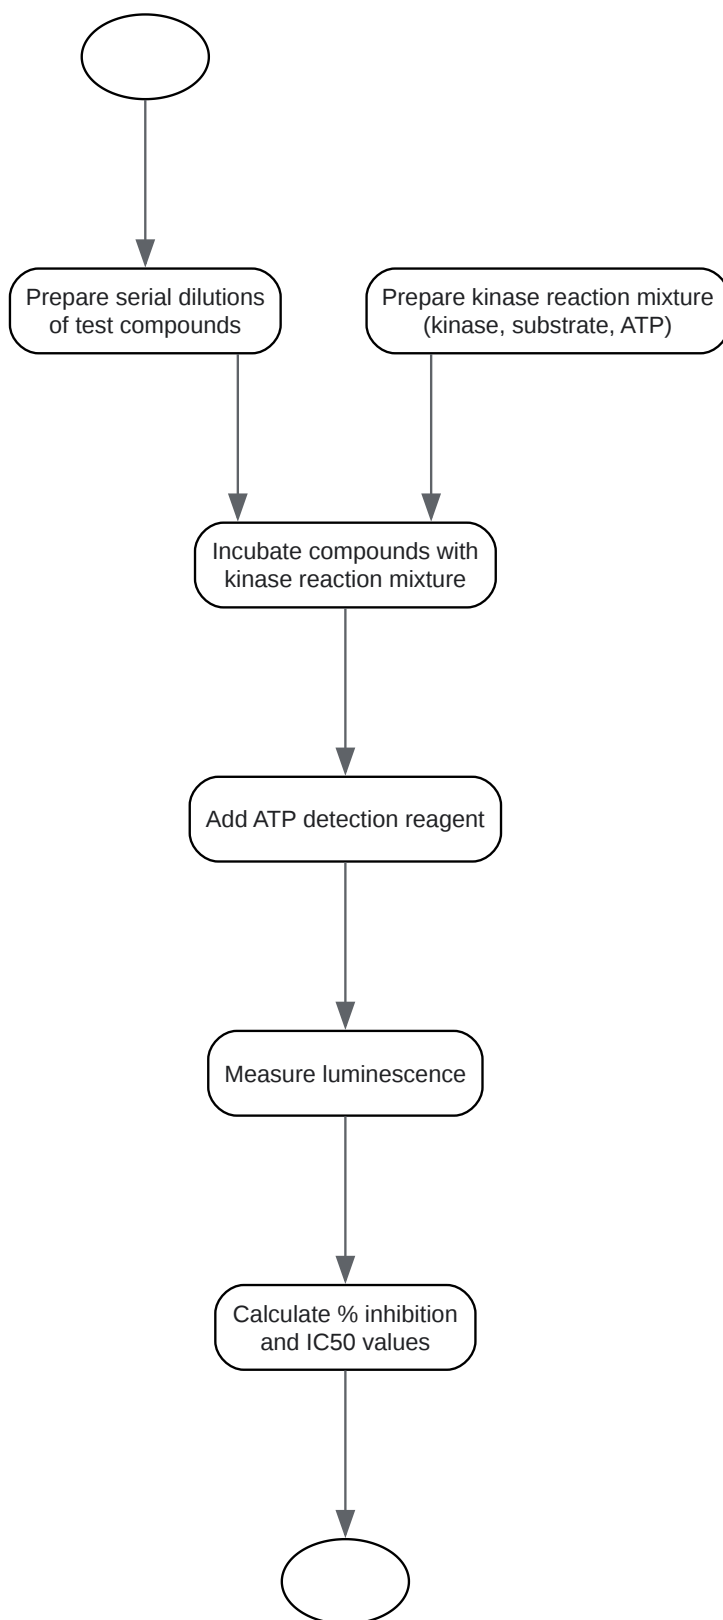 Prepare serial dilutions
of test compounds
Prepare kinase reaction mixture
(kinase, substrate, ATP)
Incubate compounds with
kinase reaction mixture
Add ATP detection reagent
Measure luminescence
Calculate % inhibition
and IC50 values